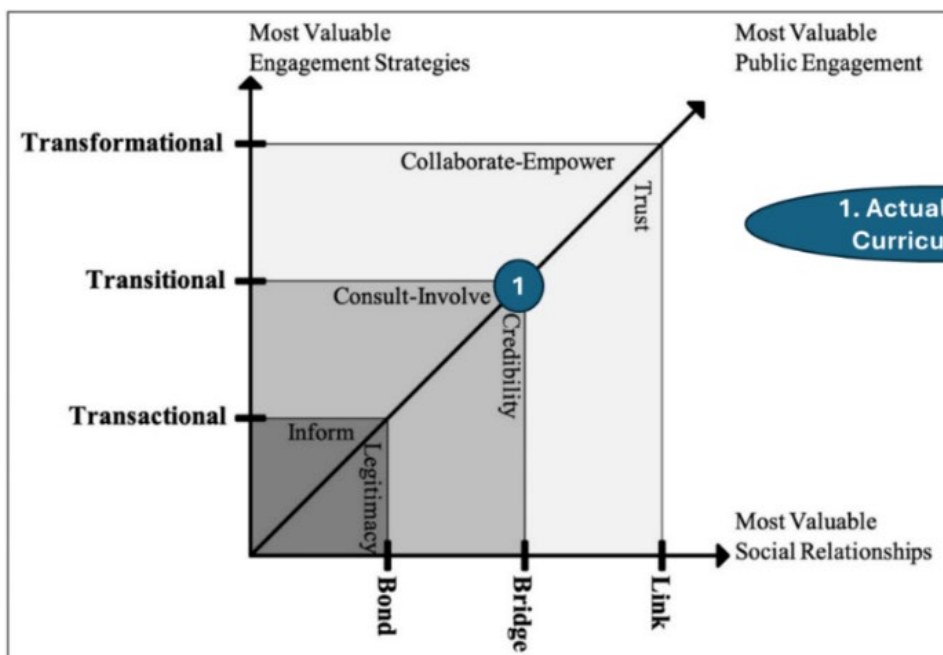 Most Valuable
Engagement Strategies
Most Valuable
Public Engagement
Transformational
Collaborate-Empower
Trust
1. Actual
Transitional
Consult-Involve
1
Credibility
Transactional
Inform
Legitimacy
Most Valuable
Social Relationships
Bond
Bridge
Link